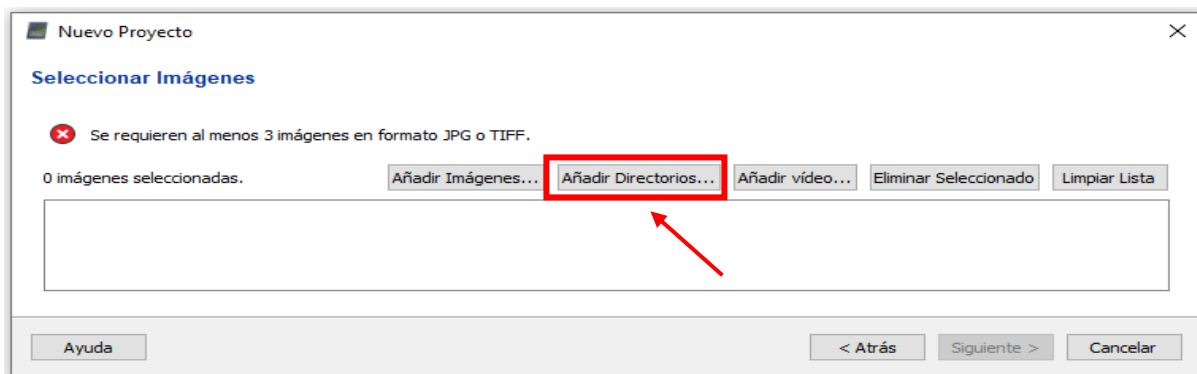 Nuevo Proyecto
Seleccionar Imágenes
Se requieren al menos 3 imágenes en formato JPG o TIFF.
0 imágenes seleccionadas. Añadir Imágenes... Añadir Directorios... Añadir vídeo... Eliminar Seleccionado Limpiar Lista
Ayuda < Atrás Siguiente > Cancelar